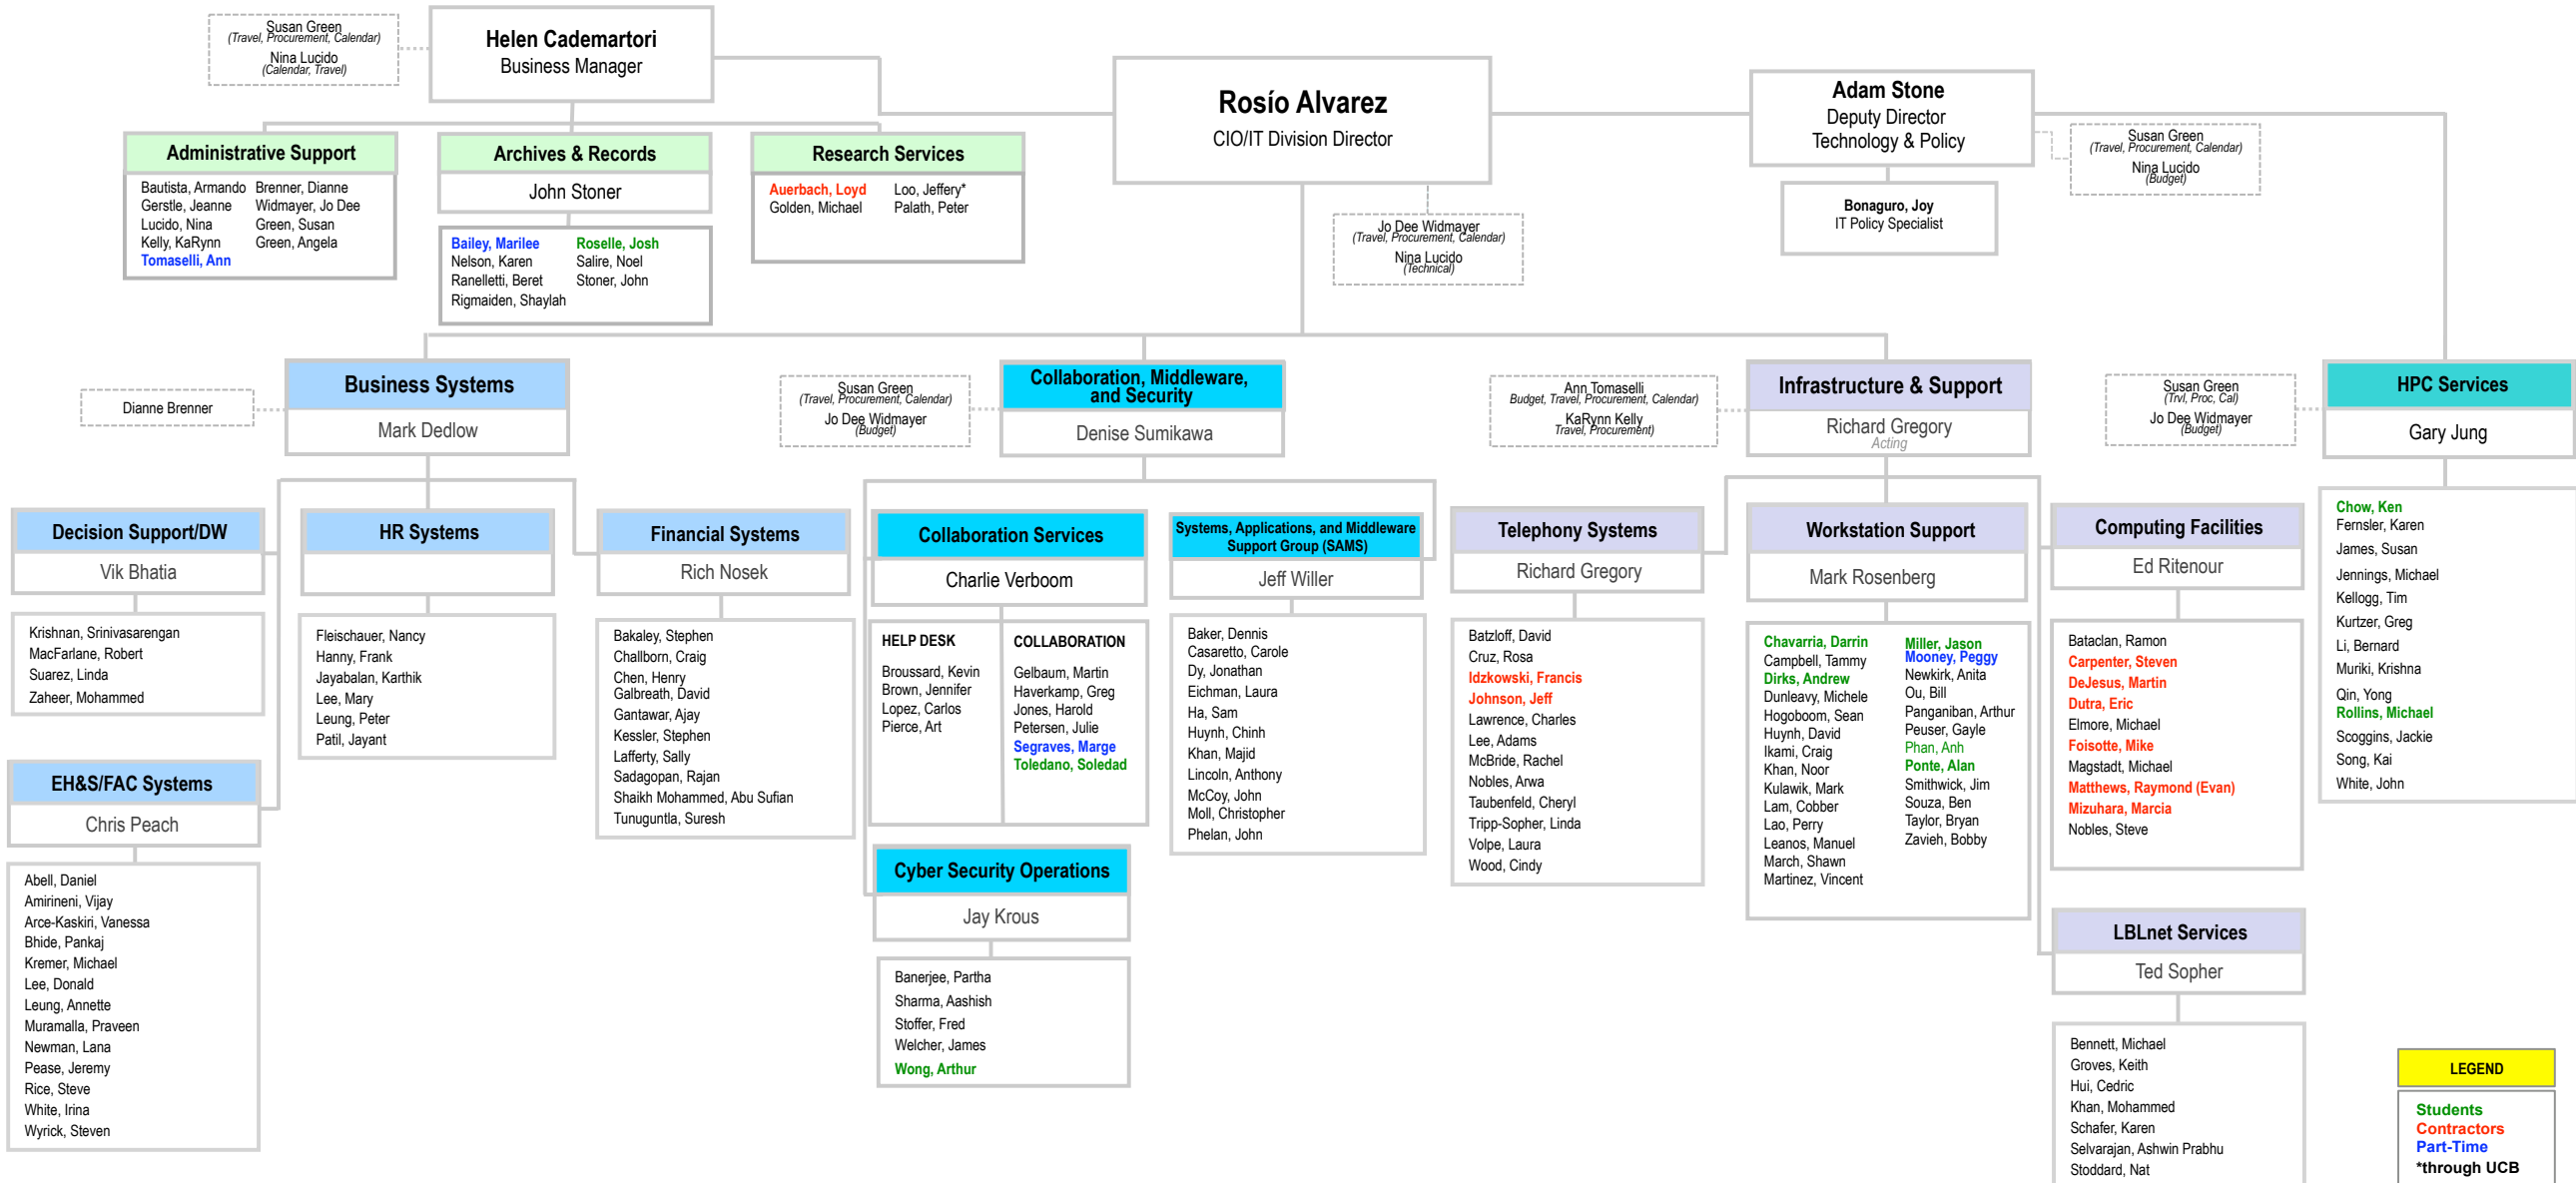 Susan Green
(Travel, Procurement, Calendar)
Nina Lucido
(Calendar, Travel)
Helen Cademartori
Business Manager
Rosío Alvarez
CIO/IT Division Director
Adam Stone
Deputy Director
Technology & Policy
Susan Green
(Travel, Procurement, Calendar)
Nina Lucido
(Budget)
Administrative Support
Bautista, Armando
Gerstle, Jeanne
Lucido, Nina
Kelly, KaRynn
Tomaselli, Ann
Brenner, Dianne
Widmayer, Jo Dee
Green, Susan
Green, Angela
Archives & Records
John Stoner
Bailey, Marilee
Nelson, Karen
Ranelletti, Beret
Rigmaiden, Shaylah
Roselle, Josh
Salire, Noel
Stoner, John
Research Services
Auerbach, Loyd
Golden, Michael
Loo, Jeffery*
Palath, Peter
Jo Dee Widmayer
(Travel, Procurement, Calendar)
Nina Lucido
(Technical)
Bonaguro, Joy
IT Policy Specialist
Dianne Brenner
Business Systems
Mark Dedlow
Susan Green
(Travel, Procurement, Calendar)
Jo Dee Widmayer
(Budget)
Collaboration, Middleware,
and Security
Denise Sumikawa
Ann Tomaselli
Budget, Travel, Procurement, Calendar)
KaRynn Kelly
Travel, Procurement)
Infrastructure & Support
Richard Gregory
Acting
Susan Green
(Trvl, Proc, Cal)
Jo Dee Widmayer
(Budget)
HPC Services
Gary Jung
Decision Support/DW
Vik Bhatia
Krishnan, Srinivasarengan
MacFarlane, Robert
Suarez, Linda
Zaheer, Mohammed
HR Systems
Fleischauer, Nancy
Hanny, Frank
Jayabalan, Karthik
Lee, Mary
Leung, Peter
Patil, Jayant
Financial Systems
Rich Nosek
Bakaley, Stephen
Challborn, Craig
Chen, Henry
Galbreath, David
Gantawar, Ajay
Kessler, Stephen
Lafferty, Sally
Sadagopan, Rajan
Shaikh Mohammed, Abu Sufian
Tunuguntla, Suresh
Collaboration Services
Charlie Verboom
HELP DESK
Broussard, Kevin
Brown, Jennifer
Lopez, Carlos
Pierce, Art
COLLABORATION
Gelbaum, Martin
Haverkamp, Greg
Jones, Harold
Petersen, Julie
Segraves, Marge
Toledano, Soledad
Systems, Applications, and Middleware
Support Group (SAMS)
Jeff Willer
Baker, Dennis
Casaretto, Carole
Dy, Jonathan
Eichman, Laura
Ha, Sam
Huynh, Chinh
Khan, Majid
Lincoln, Anthony
McCoy, John
Moll, Christopher
Phelan, John
Telephony Systems
Richard Gregory
Batzloff, David
Cruz, Rosa
Idzkowski, Francis
Johnson, Jeff
Lawrence, Charles
Lee, Adams
McBride, Rachel
Nobles, Arwa
Taubenfeld, Cheryl
Tripp-Sopher, Linda
Volpe, Laura
Wood, Cindy
Workstation Support
Mark Rosenberg
Chavarria, Darrin
Campbell, Tammy
Dirks, Andrew
Dunleavy, Michele
Hogoboom, Sean
Huynh, David
Ikami, Craig
Khan, Noor
Kulawik, Mark
Lam, Cobber
Lao, Perry
Leanos, Manuel
March, Shawn
Martinez, Vincent
Miller, Jason
Mooney, Peggy
Newkirk, Anita
Ou, Bill
Panganiban, Arthur
Peuser, Gayle
Phan, Anh
Ponte, Alan
Smithwick, Jim
Souza, Ben
Taylor, Bryan
Zavieh, Bobby
Computing Facilities
Ed Ritenour
Bataclan, Ramon
Carpenter, Steven
DeJesus, Martin
Dutra, Eric
Elmore, Michael
Foisotte, Mike
Magstadt, Michael
Matthews, Raymond (Evan)
Mizuhara, Marcia
Nobles, Steve
Chow, Ken
Fernsler, Karen
James, Susan
Jennings, Michael
Kellogg, Tim
Kurtzer, Greg
Li, Bernard
Muriki, Krishna
Qin, Yong
Rollins, Michael
Scoggins, Jackie
Song, Kai
White, John
EH&S/FAC Systems
Chris Peach
Abell, Daniel
Amirineni, Vijay
Arce-Kaskiri, Vanessa
Bhide, Pankaj
Kremer, Michael
Lee, Donald
Leung, Annette
Muramalla, Praveen
Newman, Lana
Pease, Jeremy
Rice, Steve
White, Irina
Wyrick, Steven
Cyber Security Operations
Jay Krous
Banerjee, Partha
Sharma, Aashish
Stoffer, Fred
Welcher, James
Wong, Arthur
LBLnet Services
Ted Sopher
Bennett, Michael
Groves, Keith
Hui, Cedric
Khan, Mohammed
Schafer, Karen
Selvarajan, Ashwin Prabhu
Stoddard, Nat
LEGEND
Students
Contractors
Part-Time
*through UCB